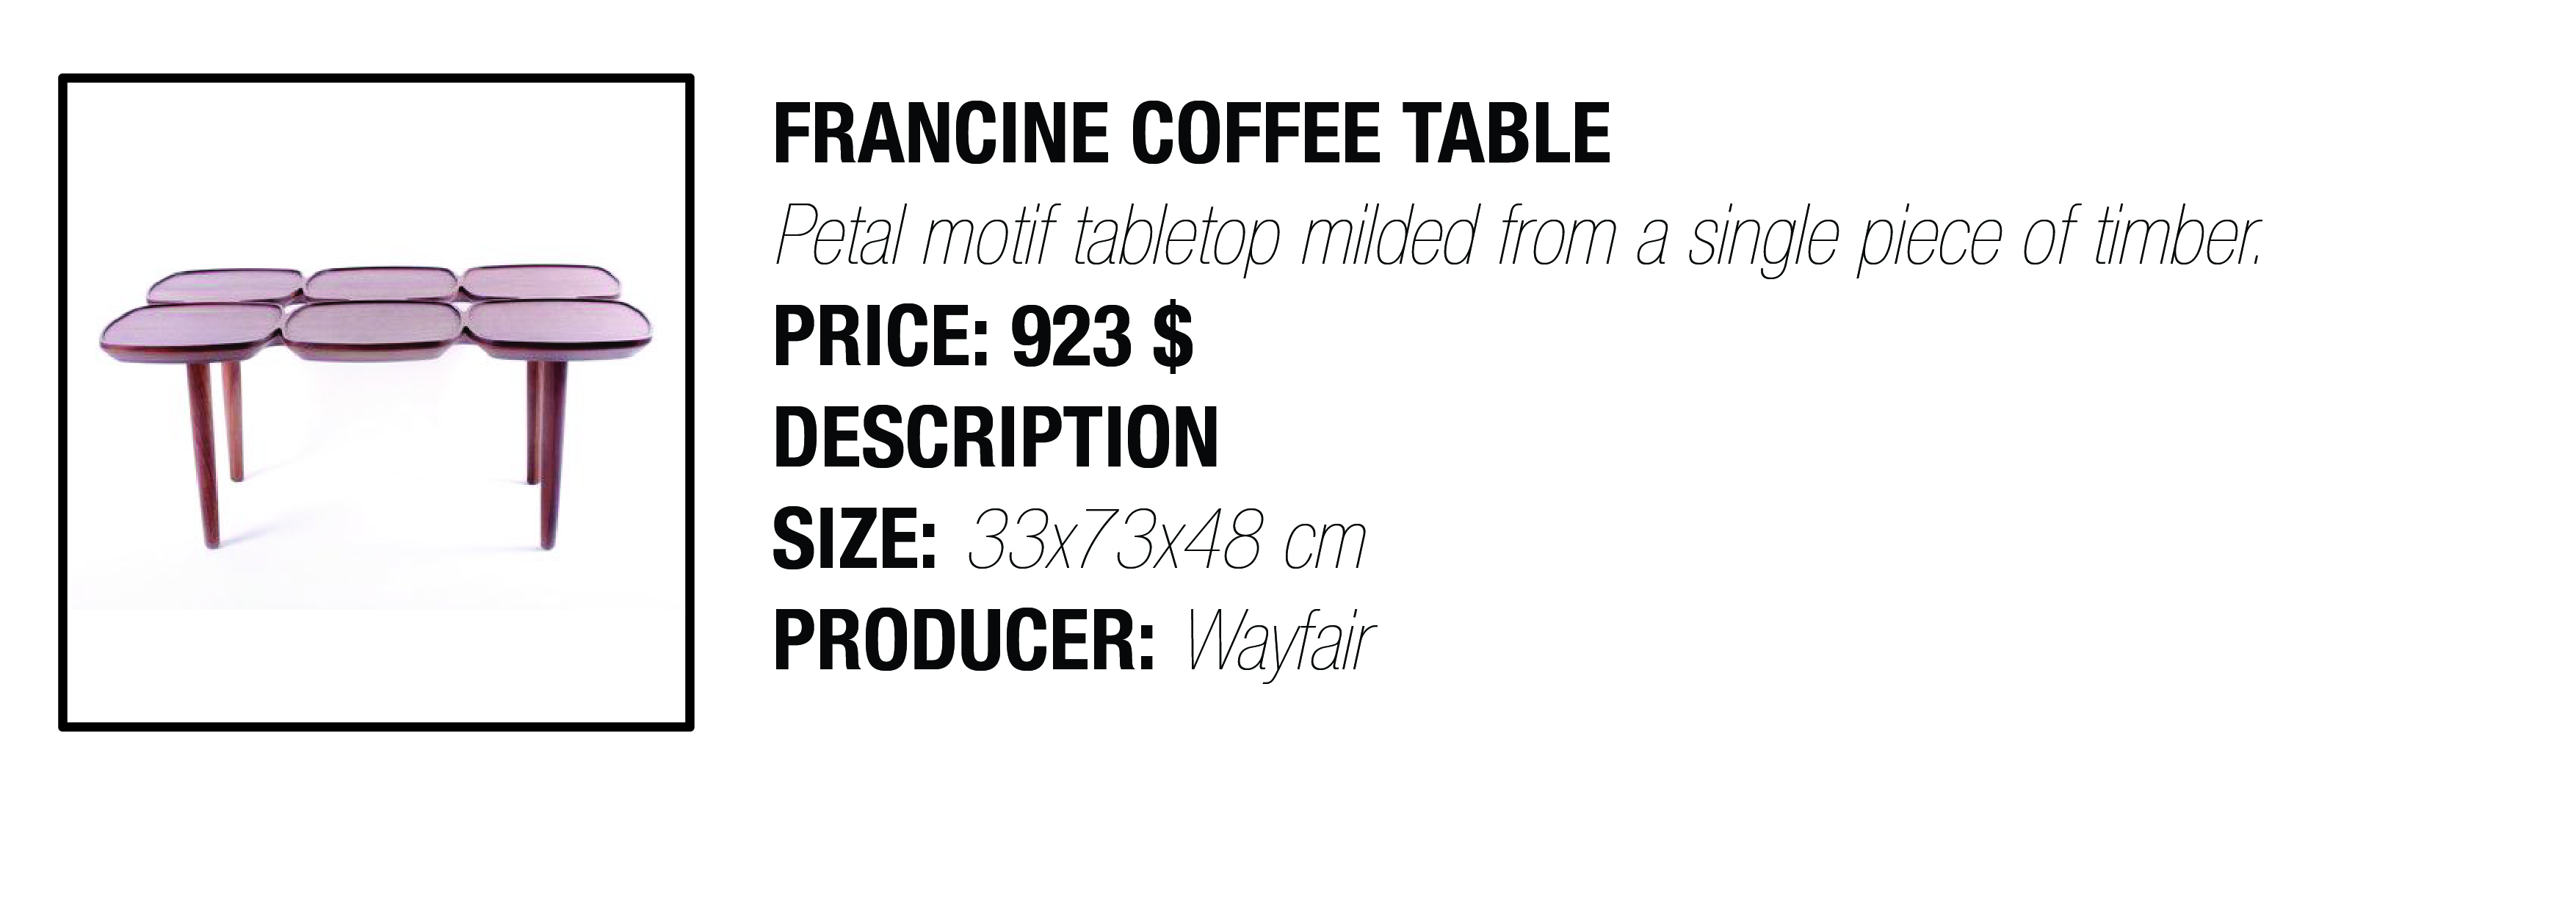 FRANCINE COFFEE TABLE
Petal motif tabletop milded from a single piece of timber.
PRICE: 923 $
DESCRIPTION
SIZE: 33x73x48 cm
PRODUCER: Wayfair